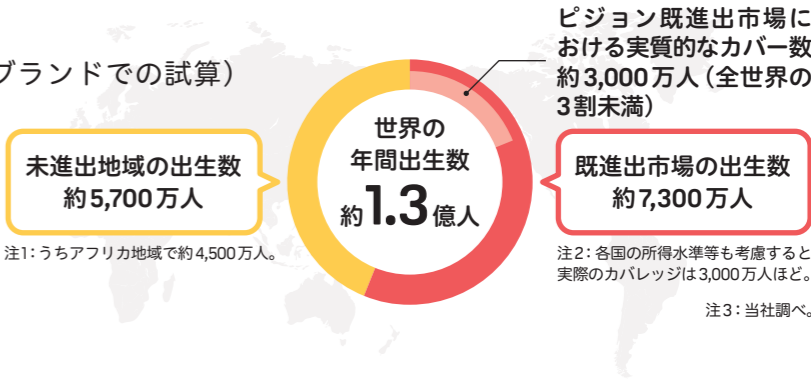 ブランドでの試算）
ピジョン既進出市場に
おける実質的なカバー数
約3,000万人（全世界の
3割未満）
未進出地域の出生数
約5,700万人
注1：うちアフリカ地域で約4,500万人。
世界の
年間出生数
約1.3億人
既進出市場の出生数
約7,300万人
注2：各国の所得水準等も考慮すると
実際のカバレッジは3,000万人ほど。
注3：当社調べ。